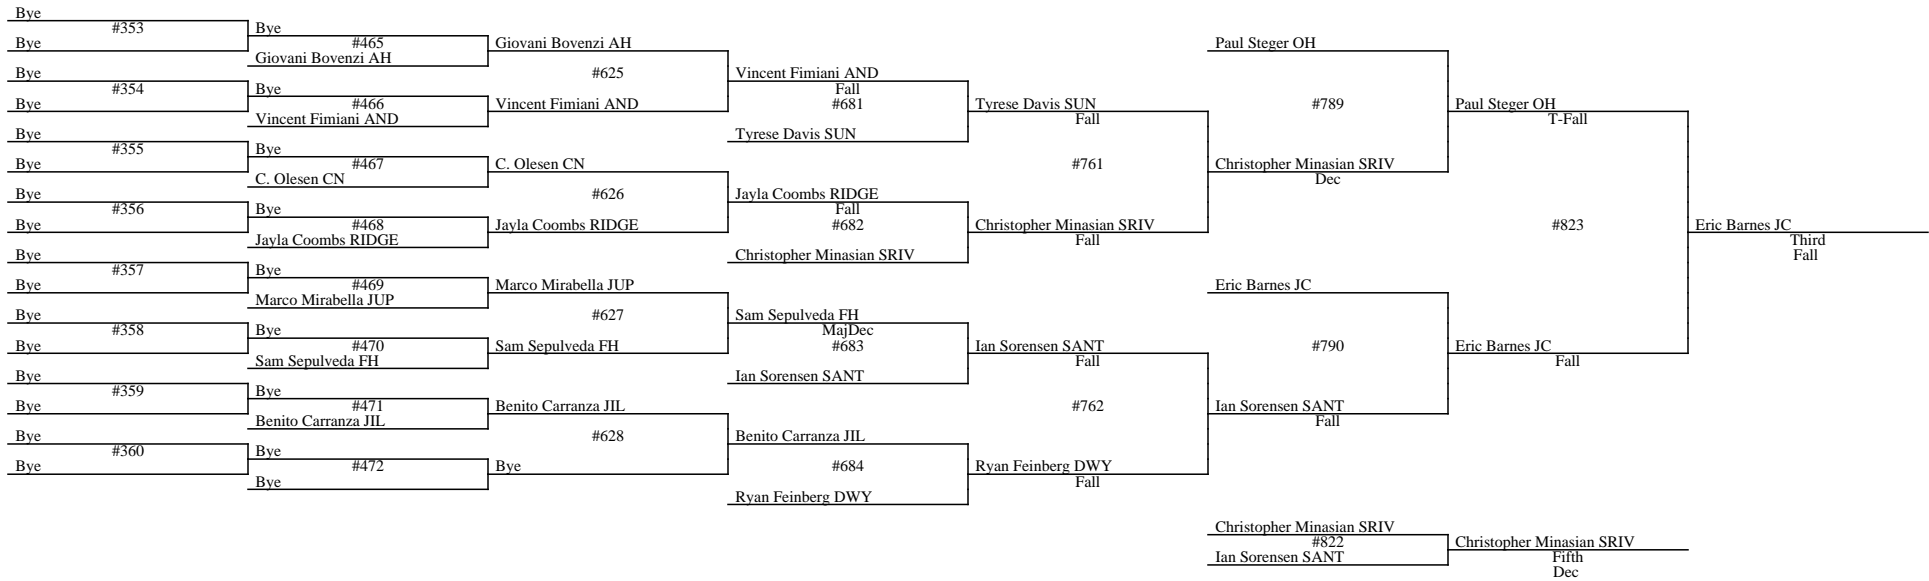 Bye
#353
Bye
Bye
#354
Bye
Bye
#355
Bye
Bye
#356
Bye
Bye
#357
Bye
Bye
#358
Bye
Bye
#359
Bye
Bye
#360
Bye
Bye
#465
Giovani Bovenzi AH
Bye
#466
Vincent Fimiani AND
Bye
#467
C. Olesen CN
Bye
#468
Jayla Coombs RIDGE
Bye
#469
Marco Mirabella JUP
Bye
#470
Sam Sepulveda FH
Bye
#471
Benito Carranza JIL
Bye
#472
Bye
Giovani Bovenzi AH
#625
Vincent Fimiani AND
C. Olesen CN
#626
Jayla Coombs RIDGE
Marco Mirabella JUP
#627
Sam Sepulveda FH
Benito Carranza JIL
#628
Bye
Vincent Fimiani AND
Fall
#681
Tyrese Davis SUN
Jayla Coombs RIDGE
Fall
#682
Christopher Minasian SRIV
Sam Sepulveda FH
MajDec
#683
Ian Sorensen SANT
Benito Carranza JIL
#684
Ryan Feinberg DWY
Tyrese Davis SUN
Fall
#761
Christopher Minasian SRIV
Fall
Ian Sorensen SANT
Fall
#762
Ryan Feinberg DWY
Fall
Paul Steger OH
#789
Christopher Minasian SRIV
Dec
Eric Barnes JC
#790
Ian Sorensen SANT
Fall
Paul Steger OH
T-Fall
#823
Eric Barnes JC
Fall
Eric Barnes JC
Third
Fall
Christopher Minasian SRIV
#822
Ian Sorensen SANT
Christopher Minasian SRIV
Fifth
Dec